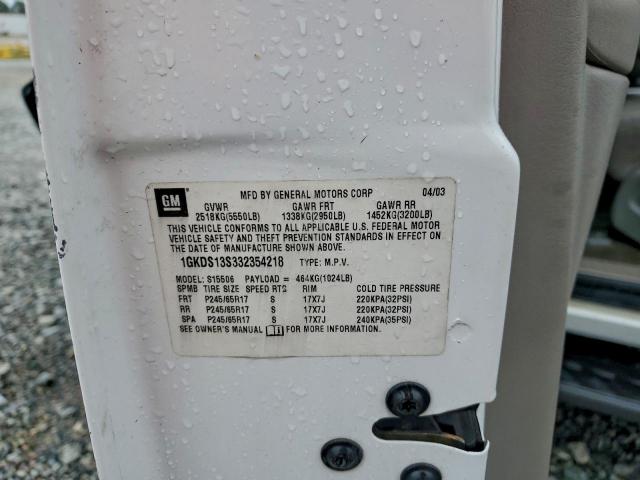 GM
MFD BY GENERAL MOTORS CORP 04/03
GVWR GAWR FRT GAWR RR
2518KG(5550LB) 1338KG(2950LB) 1452KG(3200LB)
THIS VEHICLE CONFORMS TO ALL APPLICABLE U.S. FEDERAL MOTOR
VEHICLE SAFETY AND THEFT PREVENTION STANDARDS IN EFFECT ON
THE DATE OF MANUFACTURE SHOWN ABOVE.
1GKDS13S332354218 TYPE: M.P.V.
MODEL: S15506 PAYLOAD = 464KG(1024LB)
SPMB TIRE SIZE SPEED RTG RIM COLD TIRE PRESSURE
FRT P245/65R17 S 17X7J 220KPA(32PSI)
RR P245/65R17 S 17X7J 220KPA(32PSI)
SPA P245/65R17 S 17X7J 240KPA(35PSI)
SEE OWNER'S MANUAL FOR MORE INFORMATION.